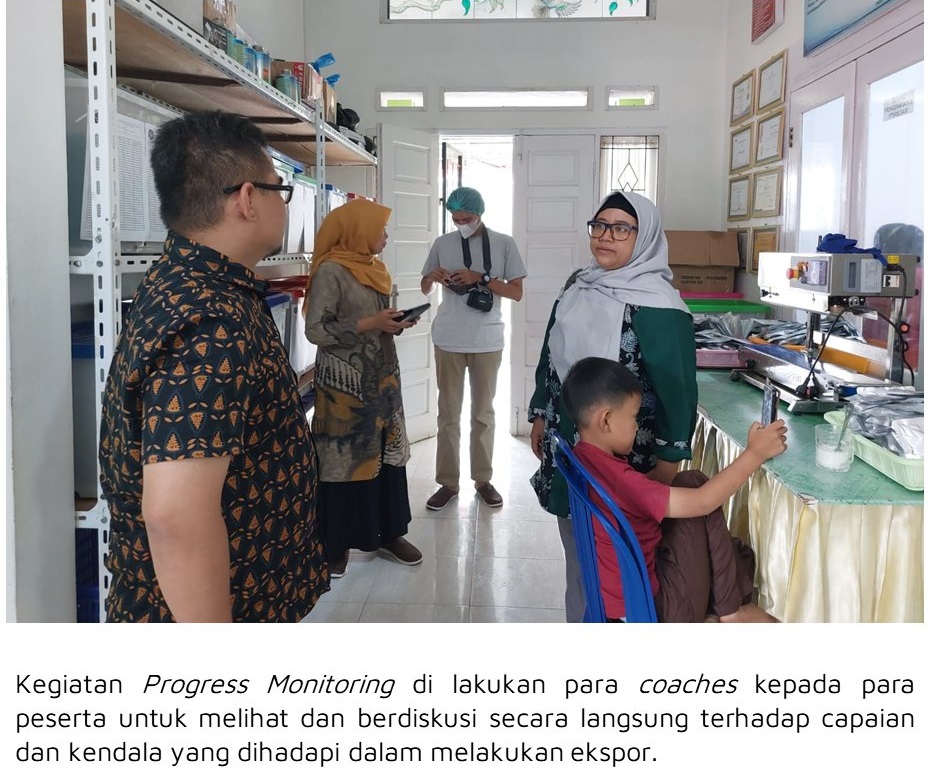 Kegiatan Progress Monitoring di lakukan para coaches kepada para
peserta untuk melihat dan berdiskusi secara langsung terhadap capaian
dan kendala yang dihadapi dalam melakukan ekspor.